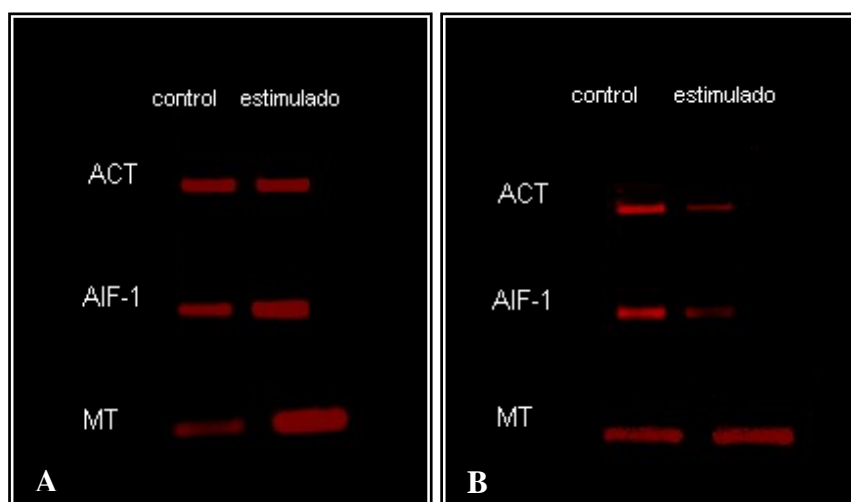 control estimulado
ACT
AIF-1
MT
A
control estimulado
ACT
AIF-1
MT
B